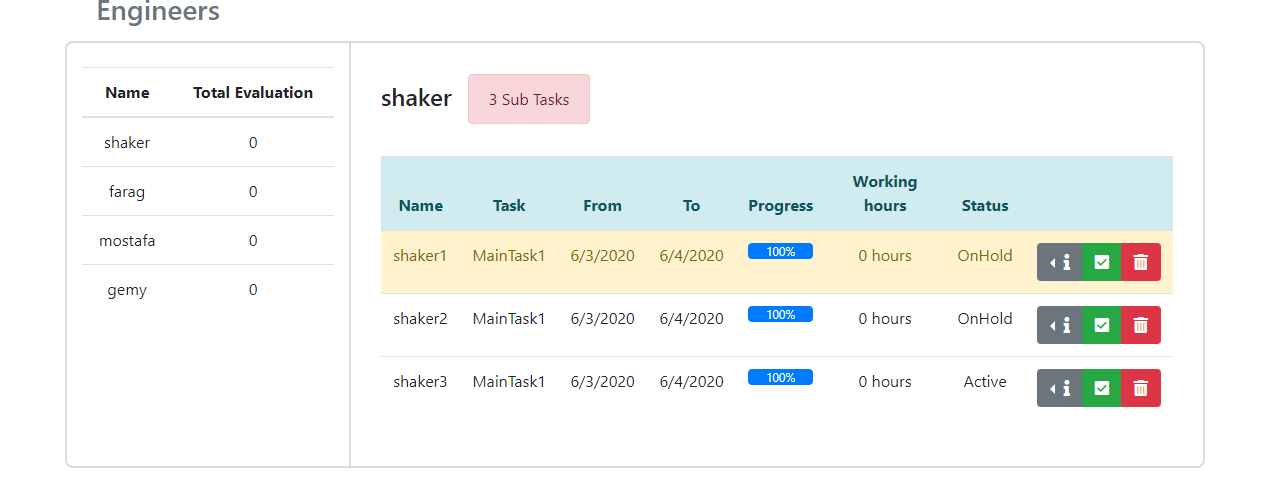 Engineers
Name Total Evaluation
shaker 0
farag 0
mostafa 0
gemy 0
shaker 3 Sub Tasks
Name Task From To Progress Working hours Status
shaker1 MainTask1 6/3/2020 6/4/2020 100% 0 hours OnHold
shaker2 MainTask1 6/3/2020 6/4/2020 100% 0 hours OnHold
shaker3 MainTask1 6/3/2020 6/4/2020 100% 0 hours Active